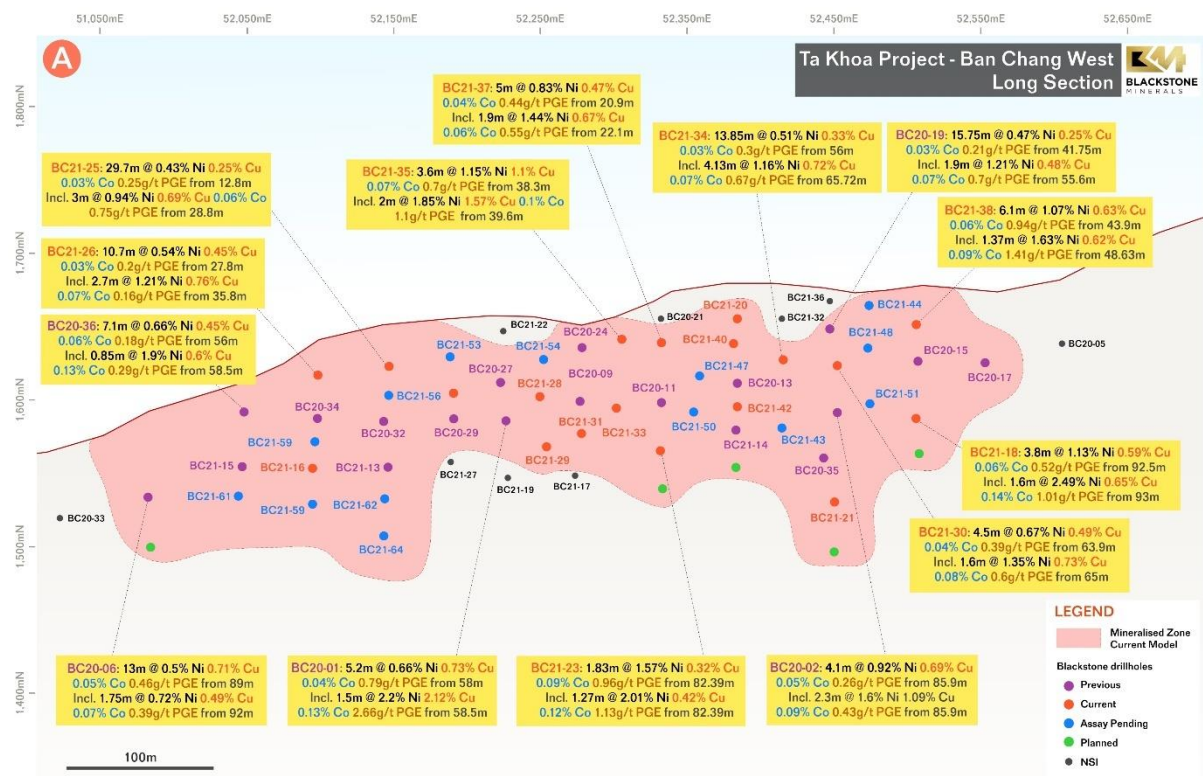 51,050mE
52,050mE
52,150mE
52,250mE
52,350mE
52,450mE
52,550mE
52,650mE
A
Ta Khoa Project - Ban Chang West
Long Section
BLACKSTONE
MINERALS
1,800mN
1,700mN
1,600mN
1,500mN
1,400mN
BC21-37: 5m @ 0.83% Ni 0.47% Cu
0.04% Co 0.44g/t PGE from 20.9m
Incl. 1.9m @ 1.44% Ni 0.67% Cu
0.06% Co 0.55g/t PGE from 22.1m
BC21-34: 13.85m @ 0.51% Ni 0.33% Cu
0.03% Co 0.3g/t PGE from 56m
Incl. 4.13m @ 1.16% Ni 0.72% Cu
0.07% Co 0.67g/t PGE from 65.72m
BC20-19: 15.75m @ 0.47% Ni 0.25% Cu
0.03% Co 0.21g/t PGE from 41.75m
Incl. 1.9m @ 1.21% Ni 0.48% Cu
0.07% Co 0.7g/t PGE from 55.6m
BC21-25: 29.7m @ 0.43% Ni 0.25% Cu
0.03% Co 0.25g/t PGE from 12.8m
Incl. 3m @ 0.94% Ni 0.69% Cu 0.06% Co
0.75g/t PGE from 28.8m
BC21-35: 3.6m @ 1.15% Ni 1.1% Cu
0.07% Co 0.7g/t PGE from 38.3m
Incl. 2m @ 1.85% Ni 1.57% Cu 0.1% Co
1.1g/t PGE from 39.6m
BC21-38: 6.1m @ 1.07% Ni 0.63% Cu
0.06% Co 0.94g/t PGE from 43.9m
Incl. 1.37m @ 1.63% Ni 0.62% Cu
0.09% Co 1.41g/t PGE from 48.63m
BC21-26: 10.7m @ 0.54% Ni 0.45% Cu
0.03% Co 0.2g/t PGE from 27.8m
Incl. 2.7m @ 1.21% Ni 0.76% Cu
0.07% Co 0.16g/t PGE from 35.8m
BC20-36: 7.1m @ 0.66% Ni 0.45% Cu
0.06% Co 0.18g/t PGE from 56m
Incl. 0.85m @ 1.9% Ni 0.6% Cu
0.13% Co 0.29g/t PGE from 58.5m
BC21-36
BC21-44
BC21-20
BC20-21
BC21-32
BC21-22
BC20-24
BC21-40
BC21-48
BC20-05
BC21-53
BC21-54
BC20-15
BC20-17
BC20-27
BC20-09
BC21-47
BC20-13
BC21-28
BC20-11
BC21-56
BC21-51
BC20-34
BC21-42
BC21-31
BC21-33
BC21-50
BC20-32
BC20-29
BC21-43
BC21-59
BC21-14
BC21-29
BC20-35
BC21-15
BC21-16
BC21-13
BC21-27
BC21-19
BC21-17
BC21-61
BC21-59
BC21-62
BC21-21
BC20-33
BC21-64
BC21-18: 3.8m @ 1.13% Ni 0.59% Cu
0.06% Co 0.52g/t PGE from 92.5m
Incl. 1.6m @ 2.49% Ni 0.65% Cu
0.14% Co 1.01g/t PGE from 93m
BC21-30: 4.5m @ 0.67% Ni 0.49% Cu
0.04% Co 0.39g/t PGE from 63.9m
Incl. 1.6m @ 1.35% Ni 0.73% Cu
0.08% Co 0.6g/t PGE from 65m
BC20-06: 13m @ 0.5% Ni 0.71% Cu
0.05% Co 0.46g/t PGE from 89m
Incl. 1.75m @ 0.72% Ni 0.49% Cu
0.07% Co 0.39g/t PGE from 92m
BC20-01: 5.2m @ 0.66% Ni 0.73% Cu
0.04% Co 0.79g/t PGE from 58m
Incl. 1.5m @ 2.2% Ni 2.12% Cu
0.13% Co 2.66g/t PGE from 58.5m
BC21-23: 1.83m @ 1.57% Ni 0.32% Cu
0.09% Co 0.96g/t PGE from 82.39m
Incl. 1.27m @ 2.01% Ni 0.42% Cu
0.12% Co 1.13g/t PGE from 82.39m
BC20-02: 4.1m @ 0.92% Ni 0.69% Cu
0.05% Co 0.26g/t PGE from 85.9m
Incl. 2.3m @ 1.6% Ni 1.09% Cu
0.09% Co 0.43g/t PGE from 85.9m
LEGEND
Mineralised Zone
Current Model
Blackstone drillholes
Previous
Current
Assay Pending
Planned
NSI
100m